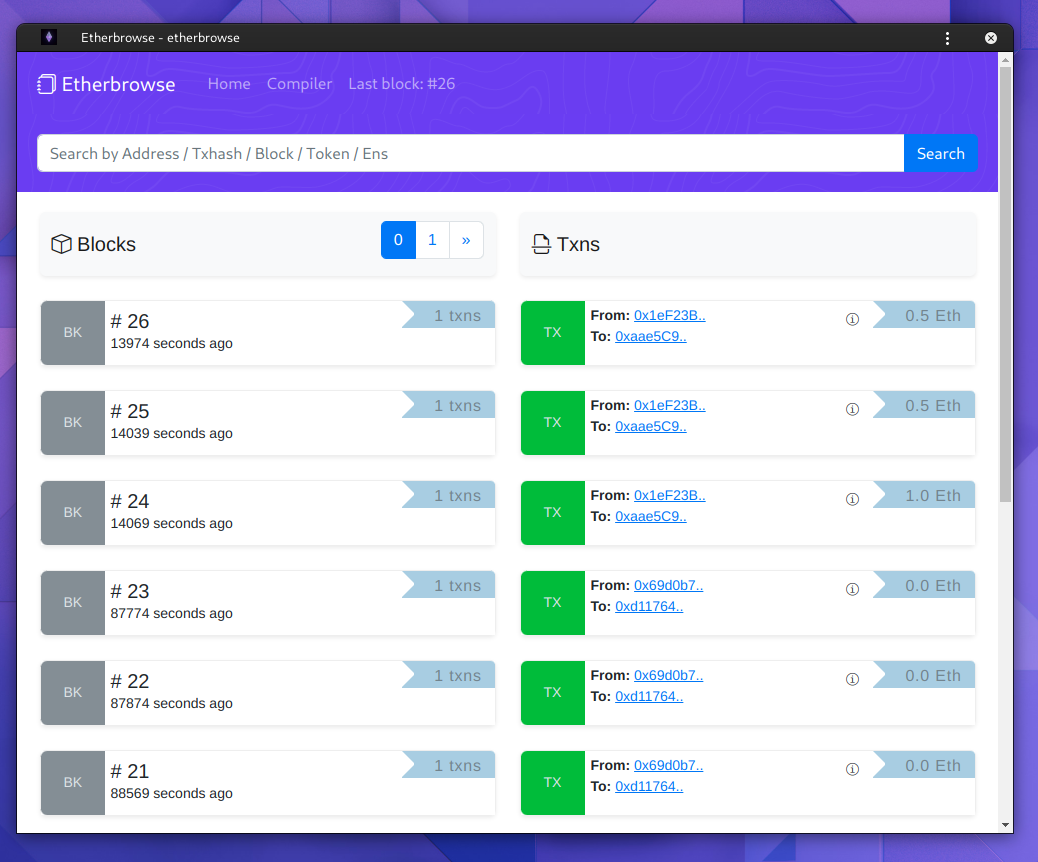 Etherbrowse - etherbrowse
Etherbrowse Home Compiler Last block: #26
Search by Address / Txhash / Block / Token / Ens Search
Blocks 0 1 »
BK # 26 1 txns
13974 seconds ago
BK # 25 1 txns
14039 seconds ago
BK # 24 1 txns
14069 seconds ago
BK # 23 1 txns
87774 seconds ago
BK # 22 1 txns
87874 seconds ago
BK # 21 1 txns
88569 seconds ago
Txns
TX From: 0x1eF23B.. 0.5 Eth
To: 0xaae5C9..
TX From: 0x1eF23B.. 0.5 Eth
To: 0xaae5C9..
TX From: 0x1eF23B.. 1.0 Eth
To: 0xaae5C9..
TX From: 0x69d0b7.. 0.0 Eth
To: 0xd11764..
TX From: 0x69d0b7.. 0.0 Eth
To: 0xd11764..
TX From: 0x69d0b7.. 0.0 Eth
To: 0xd11764..